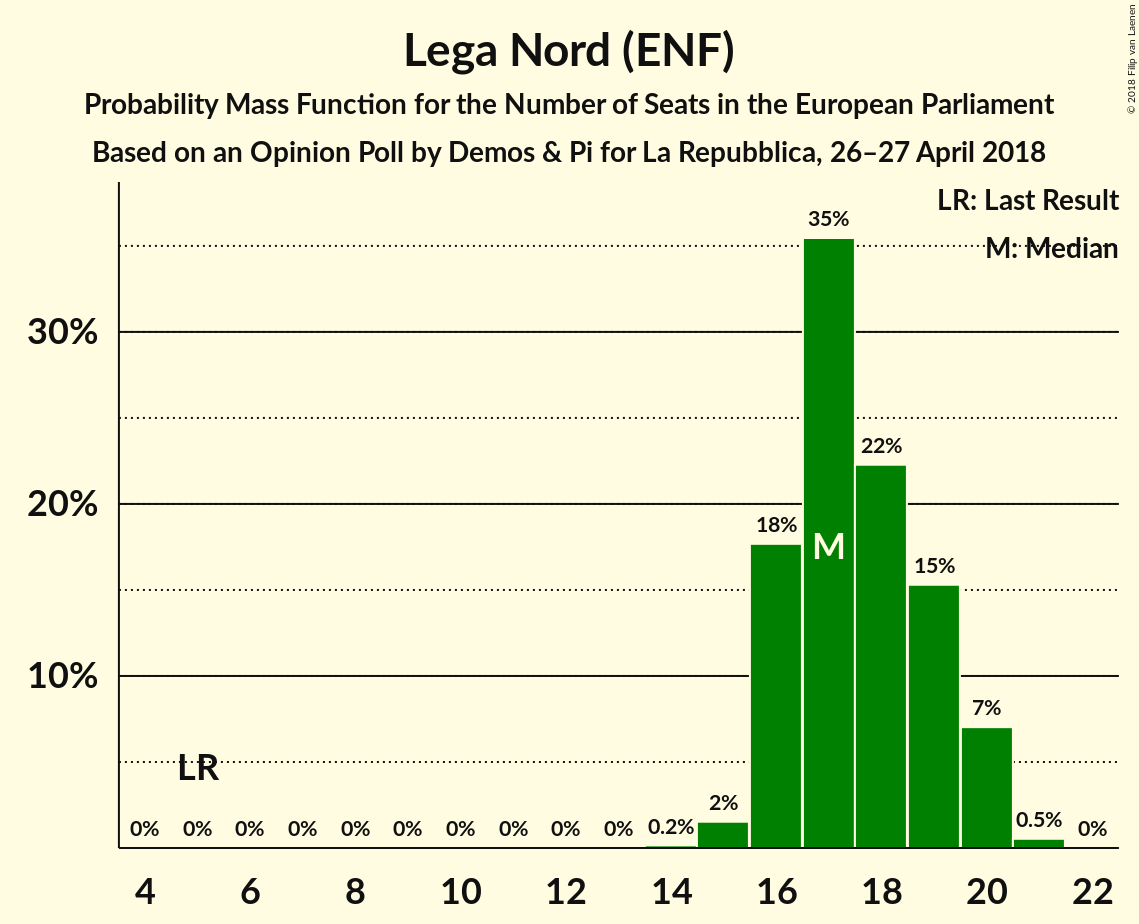 Lega Nord (ENF)
Probability Mass Function for the Number of Seats in the European Parliament
Based on an Opinion Poll by Demos & Pi for La Repubblica, 26–27 April 2018
© 2018 Filip van Laenen
LR: Last Result
M: Median
35%
30%
22%
20%
18%
M
15%
10%
7%
LR
2%
0% 0% 0% 0% 0% 0% 0% 0% 0% 0% 0.2% 0.5% 0%
4 6 8 10 12 14 16 18 20 22